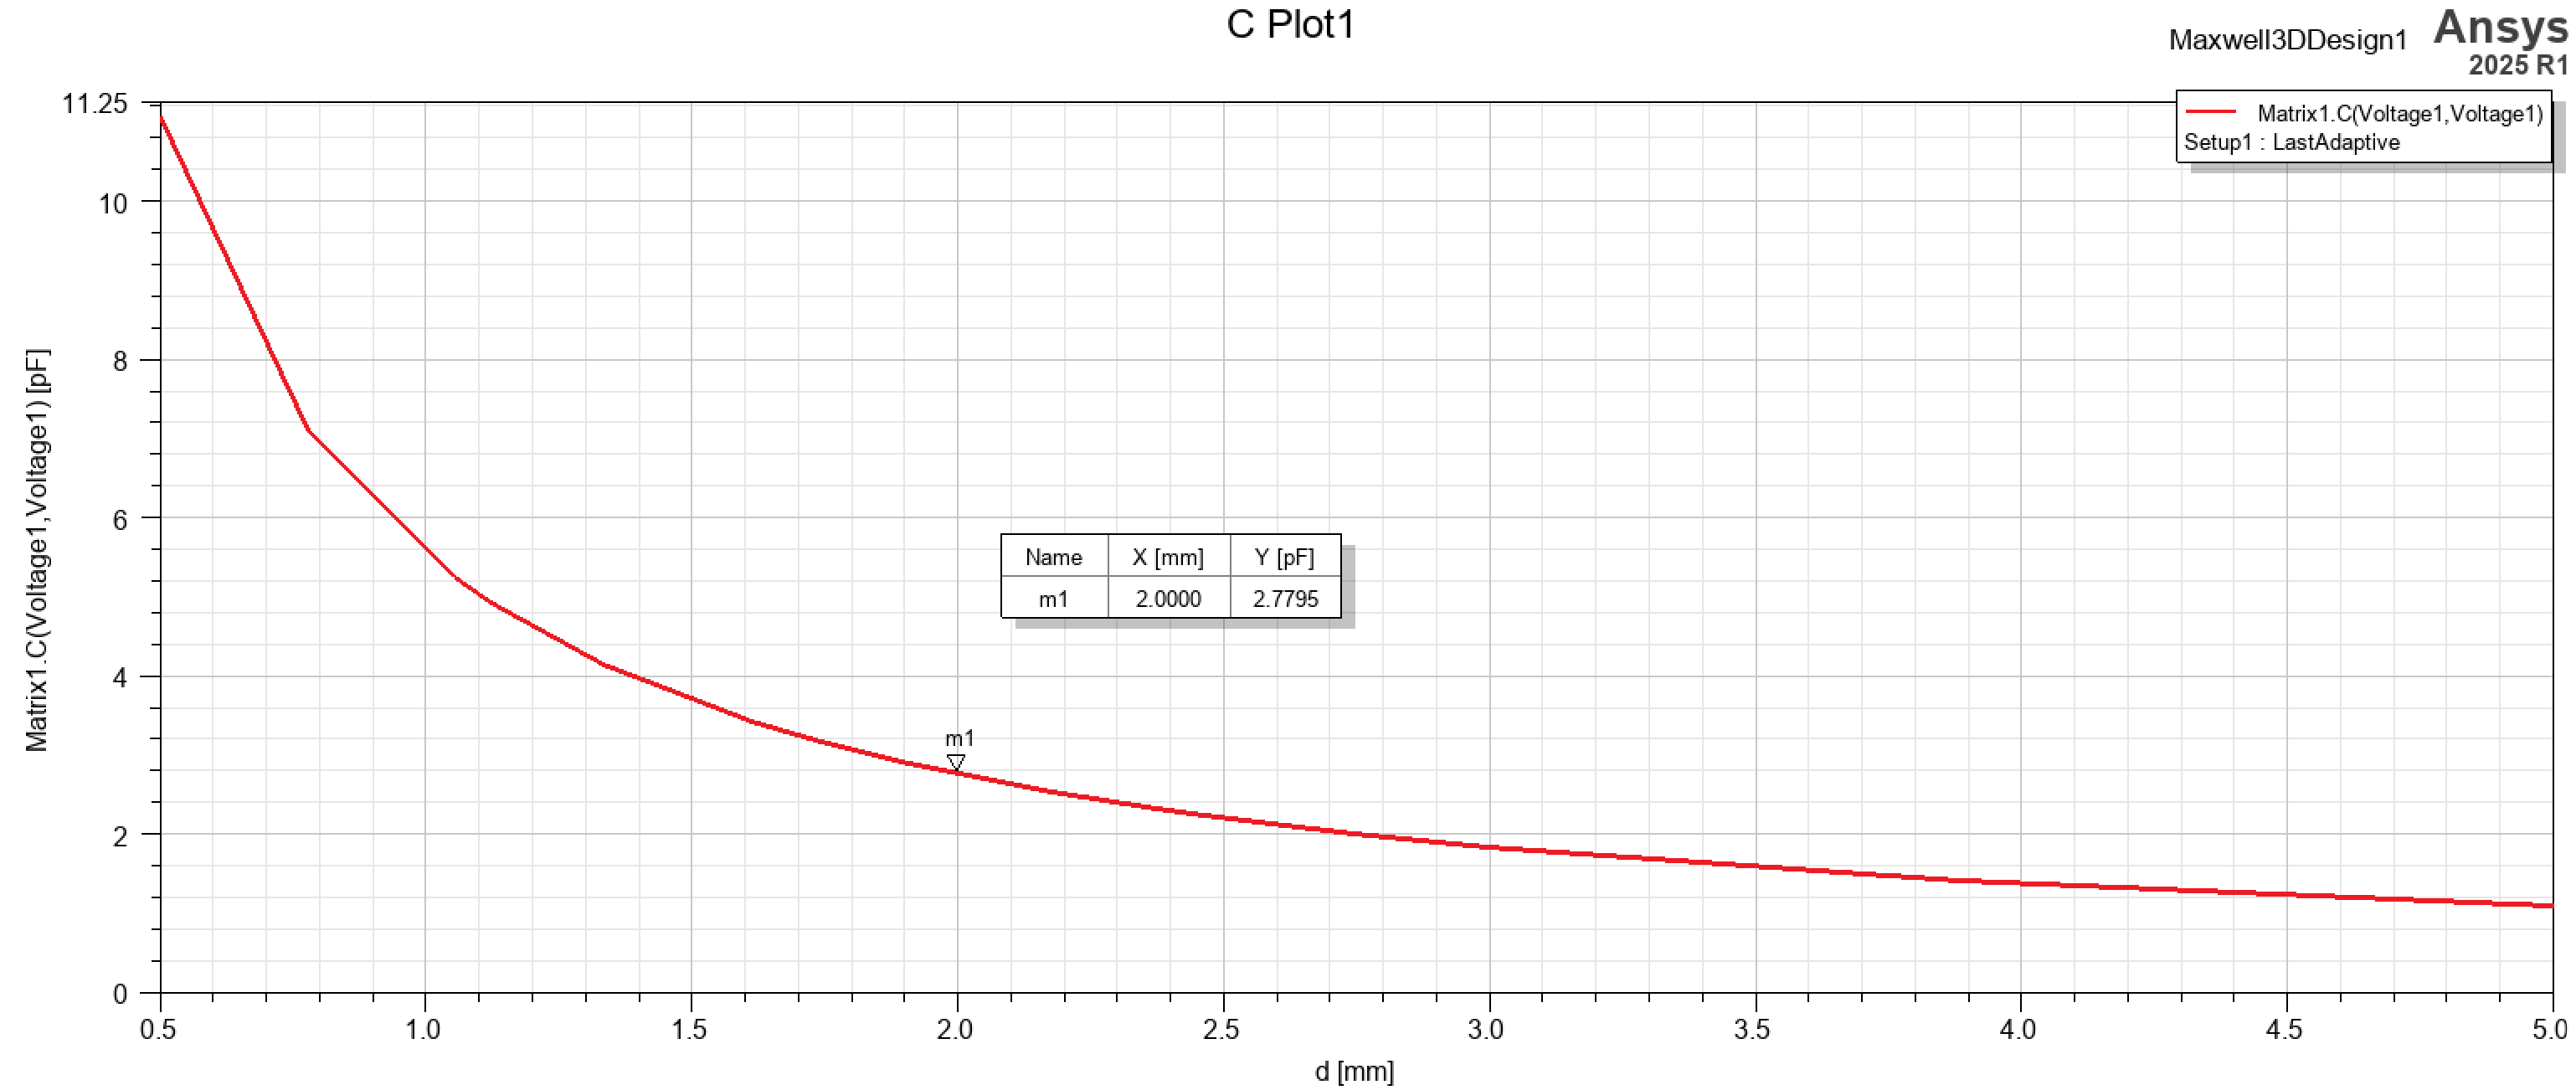 C Plot1
Maxwell3DDesign1
Ansys
2025 R1
Matrix1.C(Voltage1,Voltage1)
Setup1 : LastAdaptive
Matrix1.C(Voltage1,Voltage1) [pF]
11.25
10
8
6
4
2
0
Name X [mm] Y [pF]
m1 2.0000 2.7795
m1
0.5 1.0 1.5 2.0 2.5 3.0 3.5 4.0 4.5 5.0
d [mm]